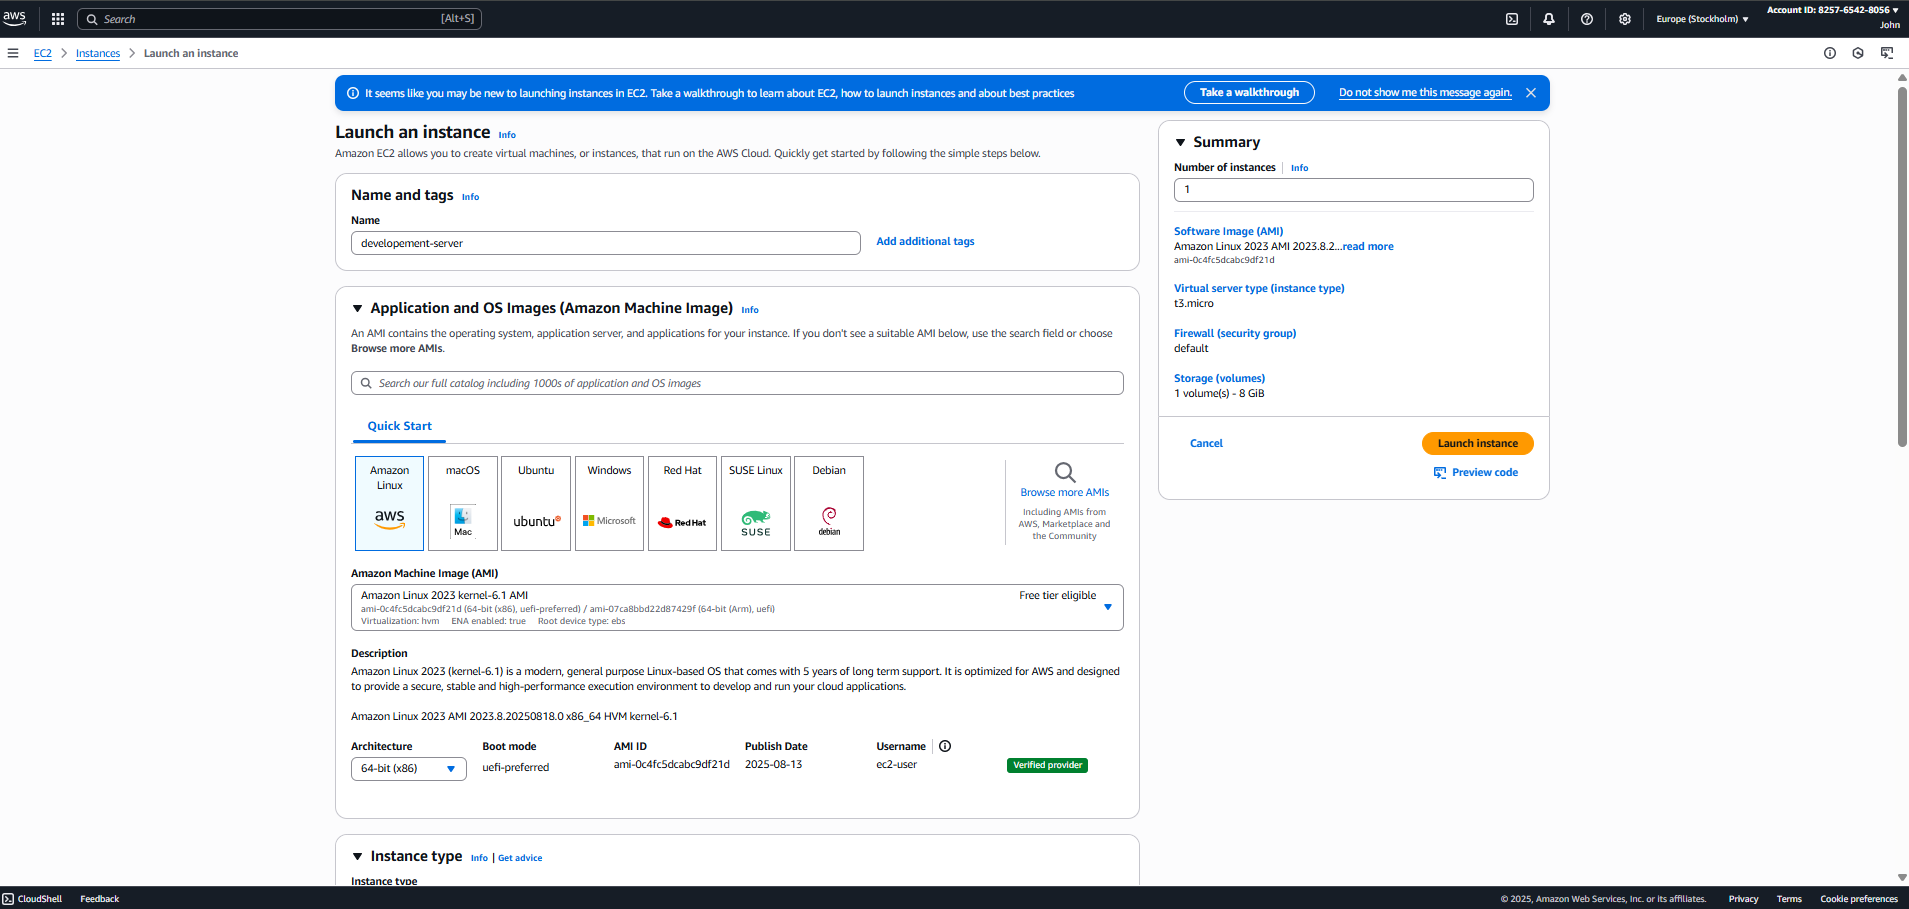 aws
Search [Alt+S]
Europe (Stockholm) ▼
Account ID: 8257-6542-8056 ▼
John
EC2 > Instances > Launch an instance
It seems like you may be new to launching instances in EC2. Take a walkthrough to learn about EC2, how to launch instances and about best practices
Take a walkthrough
Do not show me this message again.
Launch an instance Info
Amazon EC2 allows you to create virtual machines, or instances, that run on the AWS Cloud. Quickly get started by following the simple steps below.
Name and tags Info
Name
developement-server
Add additional tags
Application and OS Images (Amazon Machine Image) Info
An AMI contains the operating system, application server, and applications for your instance. If you don't see a suitable AMI below, use the search field or choose
Browse more AMIs.
Search our full catalog including 1000s of application and OS images
Quick Start
Amazon
Linux
aws
macOS
Mac
Ubuntu
ubuntu
Windows
Microsoft
Red Hat
Red Hat
SUSE Linux
SUSE
Debian
debian
Browse more AMIs
Including AMIs from
AWS, Marketplace and
the Community
Amazon Machine Image (AMI)
Amazon Linux 2023 kernel-6.1 AMI
Free tier eligible
ami-0c4fc5dcabc9df21d (64-bit (x86), uefi-preferred) / ami-07ca8bbd22d87429f (64-bit (Arm), uefi)
Virtualization: hvm ENA enabled: true Root device type: ebs
Description
Amazon Linux 2023 (kernel-6.1) is a modern, general purpose Linux-based OS that comes with 5 years of long term support. It is optimized for AWS and designed
to provide a secure, stable and high-performance execution environment to develop and run your cloud applications.
Amazon Linux 2023 AMI 2023.8.20250818.0 x86_64 HVM kernel-6.1
Architecture Boot mode AMI ID Publish Date Username
64-bit (x86) uefi-preferred ami-0c4fc5dcabc9df21d 2025-08-13 ec2-user Verified provider
Instance type Info | Get advice
Instance type
Summary
Number of instances Info
1
Software Image (AMI)
Amazon Linux 2023 AMI 2023.8.2...read more
ami-0c4fc5dcabc9df21d
Virtual server type (instance type)
t3.micro
Firewall (security group)
default
Storage (volumes)
1 volume(s) - 8 GiB
Cancel
Launch instance
Preview code
CloudShell Feedback
© 2025, Amazon Web Services, Inc. or its affiliates. Privacy Terms Cookie preferences